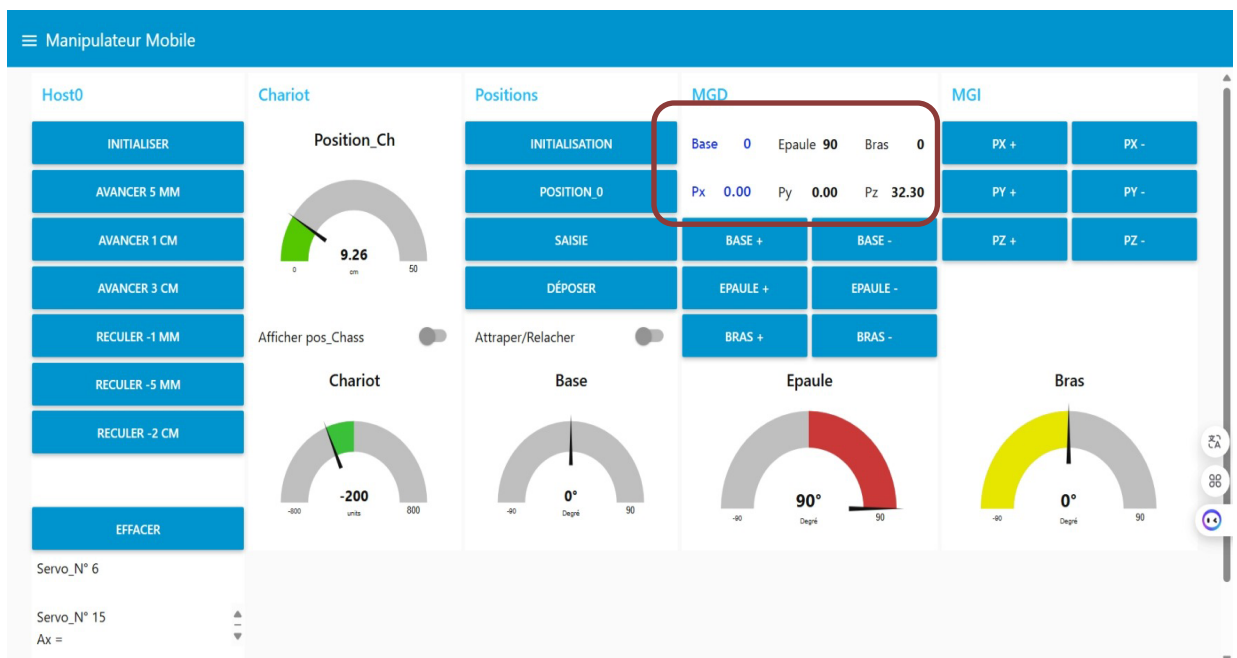 Manipulateur Mobile
Host0
INITIALISER
AVANCER 5 MM
AVANCER 1 CM
AVANCER 3 CM
RECULER -1 MM
RECULER -5 MM
RECULER -2 CM
EFFACER
Servo_N° 6
Servo_N° 15
Ax =
Chariot
Position_Ch
9.26
cm
0 50
Afficher pos_Chass
Chariot
-200
units
-800 800
Positions
INITIALISATION
POSITION_0
SAISIE
DÉPOSER
Attraper/Relacher
Base
0°
Degré
-90 90
MGD
Base 0 Epaule 90 Bras 0
Px 0.00 Py 0.00 Pz 32.30
BASE + BASE -
EPAULE + EPAULE -
BRAS + BRAS -
Epaule
90°
Degré
-90 90
MGI
PX + PX -
PY + PY -
PZ + PZ -
Bras
0°
Degré
-90 90